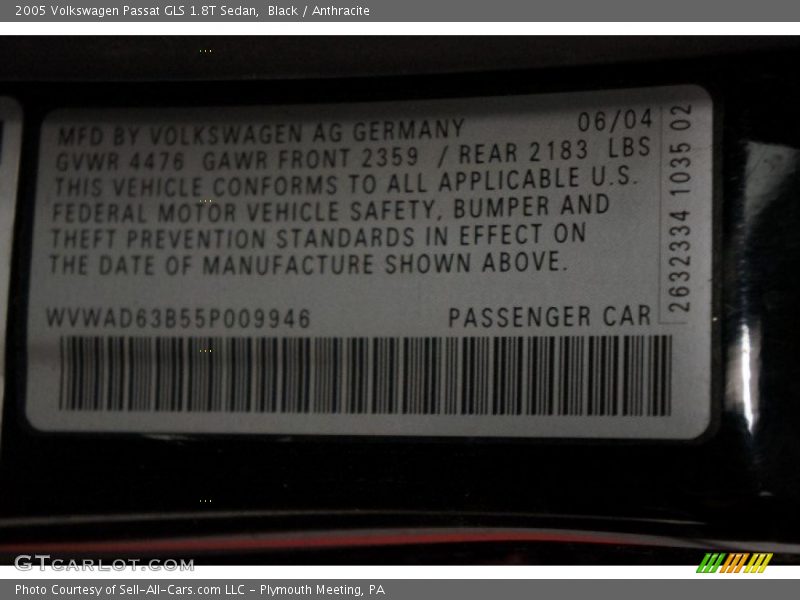 2005 Volkswagen Passat GLS 1.8T Sedan,  Black / Anthracite
MFD BY VOLKSWAGEN AG GERMANY 06/04
GVWR 4476 GAWR FRONT 2359 / REAR 2183 LBS
THIS VEHICLE CONFORMS TO ALL APPLICABLE U.S.
FEDERAL MOTOR VEHICLE SAFETY, BUMPER AND
THEFT PREVENTION STANDARDS IN EFFECT ON
THE DATE OF MANUFACTURE SHOWN ABOVE.
WVWAD63B55P009946 PASSENGER CAR
2632334 1035 02
GTCARLOT.COM
Photo Courtesy of Sell-All-Cars.com LLC - Plymouth Meeting, PA